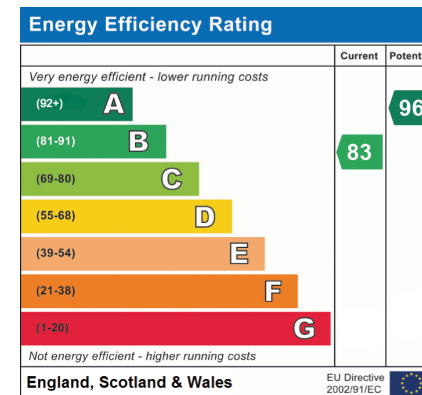 Energy Efficiency Rating
Current Potent
Very energy efficient - lower running costs
(92+) A 96
(81-91) B 83
(69-80) C
(55-68) D
(39-54) E
(21-38) F
(1-20) G
Not energy efficient - higher running costs
England, Scotland & Wales
EU Directive
2002/91/EC